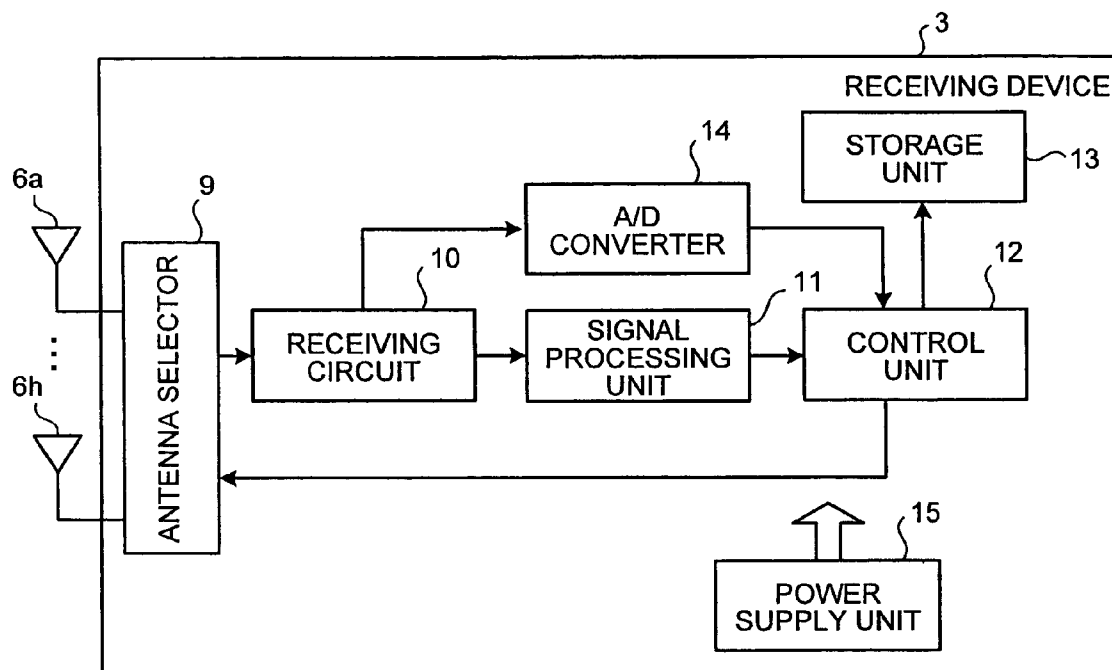 3
RECEIVING DEVICE
STORAGE
UNIT
13
14
A/D
CONVERTER
6a
9
10
11
12
ANTENNA SELECTOR
RECEIVING
CIRCUIT
SIGNAL
PROCESSING
UNIT
CONTROL
UNIT
6h
15
POWER
SUPPLY UNIT